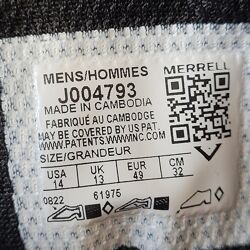 MENS/HOMMES
MERRELL
J004793
MADE IN CAMBODIA
FABRIQUÉ AU CAMBODGE
MAY BE COVERED BY US PAT.
WWW.PATENTS.WWWINC.COM
SIZE/GRANDEUR
USA UK EUR CM
14 13 49 32
0822 61975